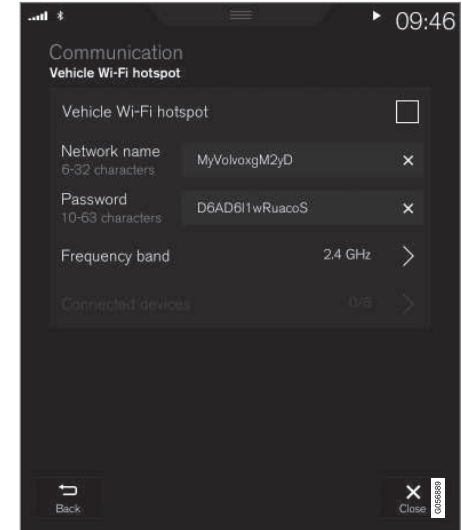 09:46
Communication
Vehicle Wi-Fi hotspot
Vehicle Wi-Fi hotspot
Network name
6-32 characters
MyVolvoxgM2yD
Password
10-63 characters
D6AD6l1wRuacoS
Frequency band
2.4 GHz
Connected devices
0/8
Back
Close
G056889